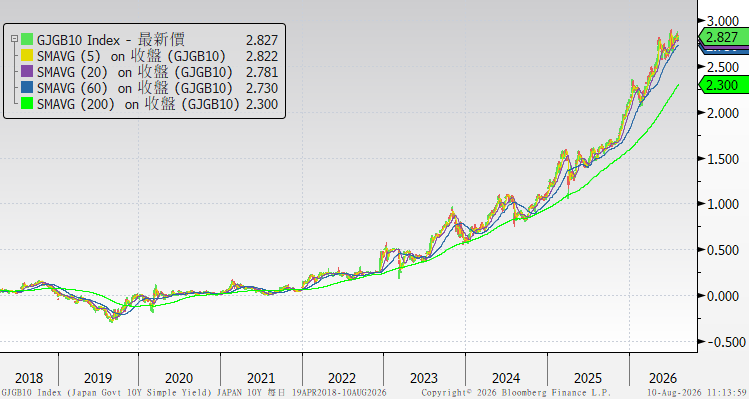 GJGB10 Index - 最新價 2.827
SMAVG (5) on 收盤 (GJGB10) 2.822
SMAVG (20) on 收盤 (GJGB10) 2.781
SMAVG (60) on 收盤 (GJGB10) 2.730
SMAVG (200) on 收盤 (GJGB10) 2.300
3.000
2.827
2.500
2.300
2.000
1.500
1.000
0.500
0.000
-0.500
2018 2019 2020 2021 2022 2023 2024 2025 2026
GJGB10 Index (Japan Govt 10Y Simple Yield) JAPAN 10Y 每日 19APR2018-10AUG2026 Copyright© 2026 Bloomberg Finance L.P. 10-Aug-2026 11:13:59